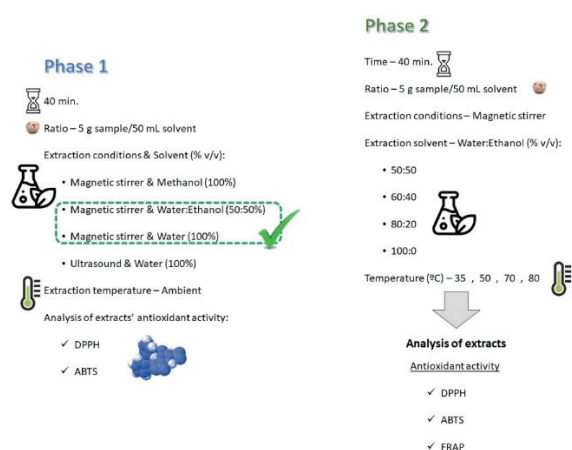 Phase 1
40 min.
Ratio – 5 g sample/50 mL solvent
Extraction conditions & Solvent (% v/v):
• Magnetic stirrer & Methanol (100%)
• Magnetic stirrer & Water:Ethanol (50:50%)
• Magnetic stirrer & Water (100%)
• Ultrasound & Water (100%)
Extraction temperature – Ambient
Analysis of extracts' antioxidant activity:
✓ DPPH
✓ ABTS
Phase 2
Time – 40 min.
Ratio – 5 g sample/50 mL solvent
Extraction conditions – Magnetic stirrer
Extraction solvent – Water:Ethanol (% v/v):
• 50:50
• 60:40
• 80:20
• 100:0
Temperature (ºC) – 35 , 50 , 70 , 80
Analysis of extracts
Antioxidant activity
✓ DPPH
✓ ABTS
✓ FRAP